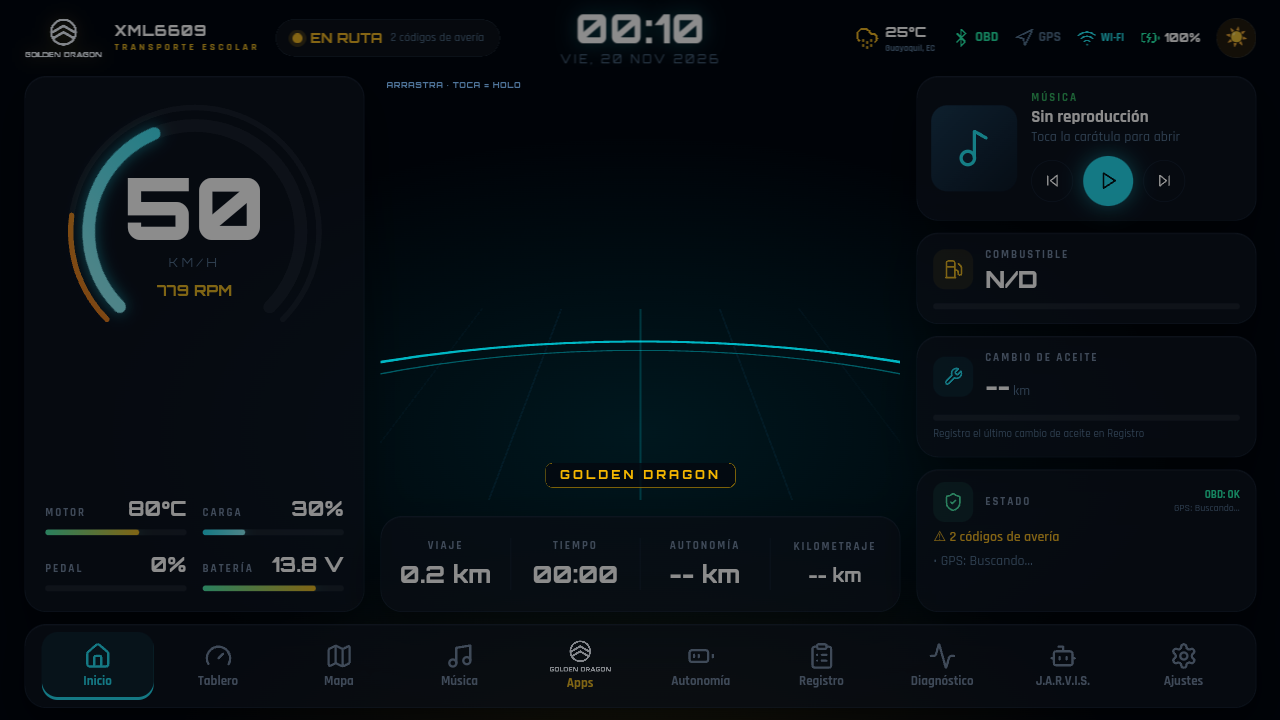 GOLDEN DRAGON
XML6609
TRANSPORTE ESCOLAR
EN RUTA 2 códigos de avería
00:10
VIE, 20 NOV 2026
25°C
Guayaquil, EC
OBD
GPS
WI-FI
100%
50
KM/H
779 RPM
MOTOR 80°C
CARGA 30%
PEDAL 0%
BATERÍA 13.8 V
ARRASTRA · TOCA = HOLO
GOLDEN DRAGON
VIAJE
0.2 km
TIEMPO
00:00
AUTONOMÍA
-- km
KILOMETRAJE
-- km
MÚSICA
Sin reproducción
Toca la carátula para abrir
COMBUSTIBLE
N/D
CAMBIO DE ACEITE
-- km
Registra el último cambio de aceite en Registro
ESTADO
OBD: OK
GPS: Buscando...
⚠ 2 códigos de avería
· GPS: Buscando...
Inicio
Tablero
Mapa
Música
GOLDEN DRAGON
Apps
Autonomía
Registro
Diagnóstico
J.A.R.V.I.S.
Ajustes